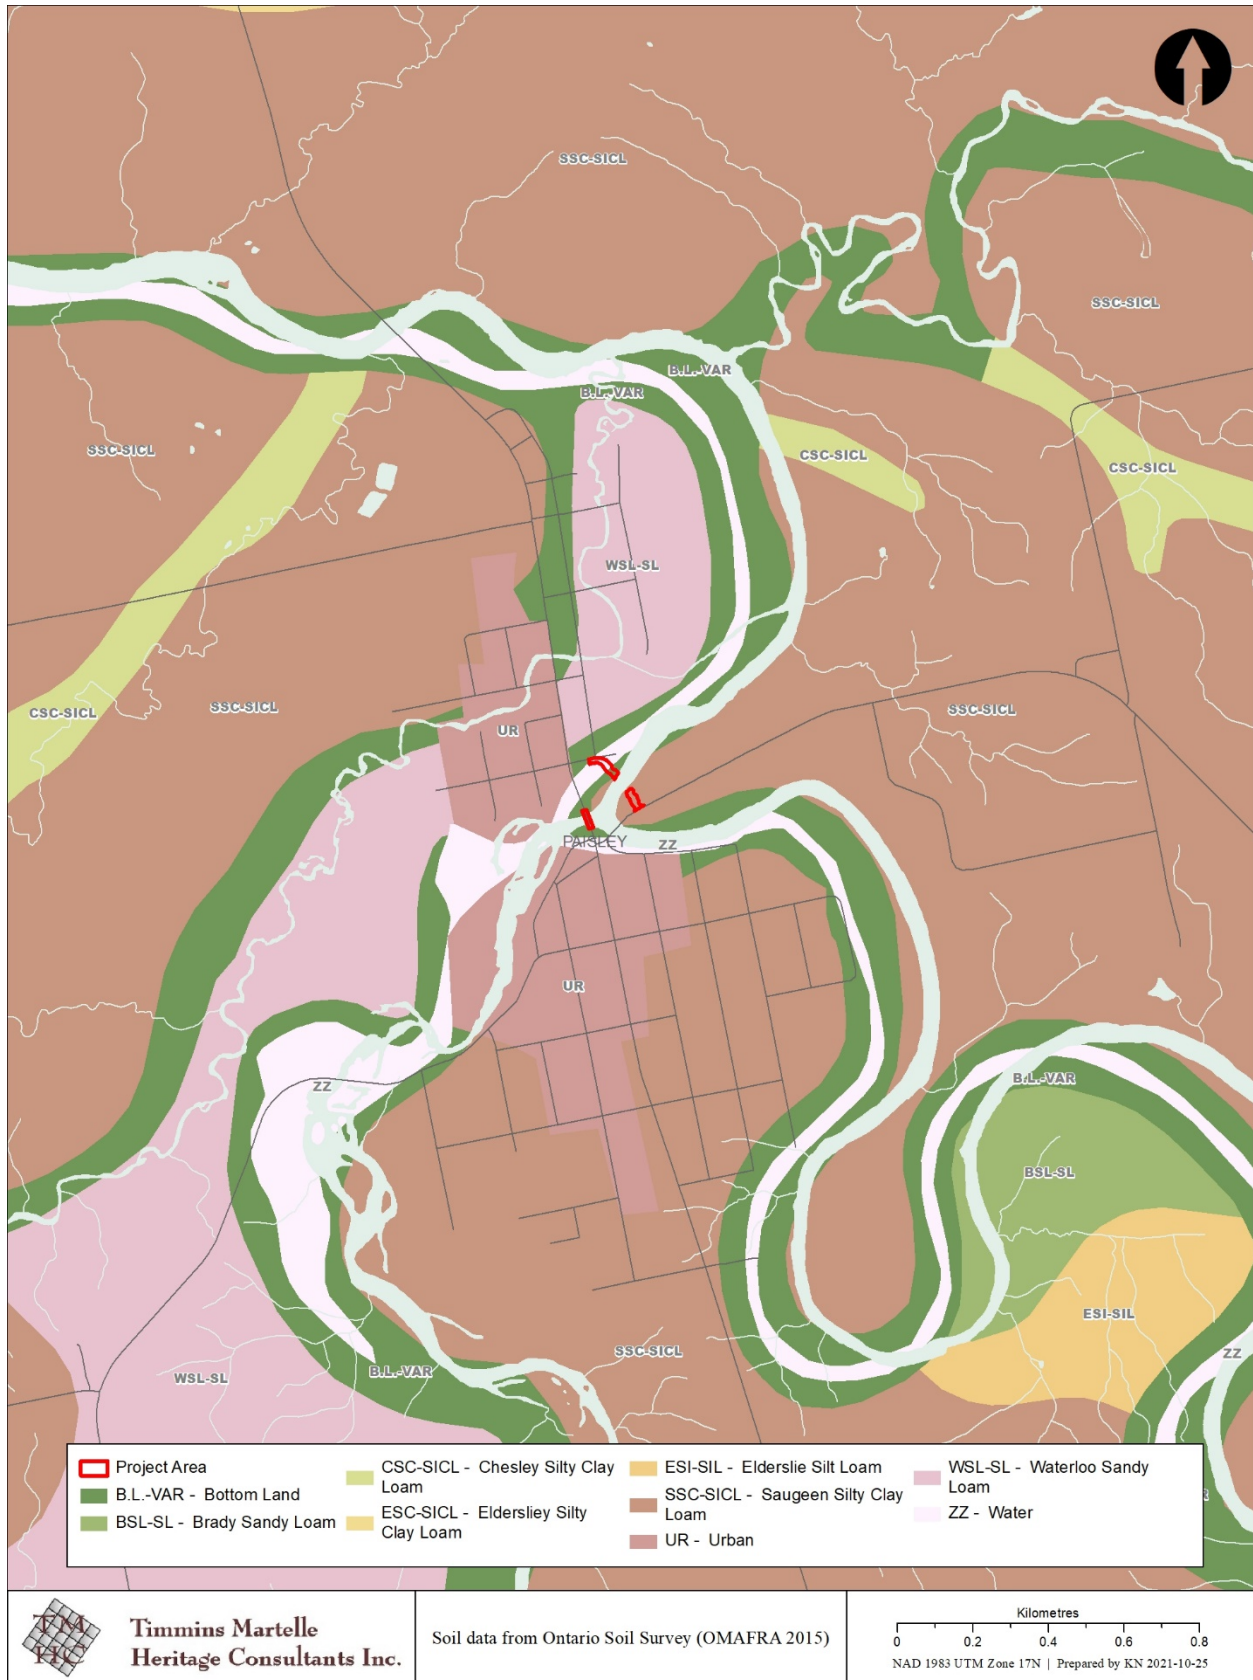 SSC-SICL
SSC-SICL
B.L.-VAR
B.L.-VAR
SSC-SICL
CSC-SICL
CSC-SICL
WSL-SL
CSC-SICL
SSC-SICL
SSC-SICL
UR
PAISLEY
ZZ
UR
ZZ
B.L.-VAR
BSL-SL
ESI-SIL
SSC-SICL
ZZ
WSL-SL
B.L.-VAR
Project Area
B.L.-VAR - Bottom Land
BSL-SL - Brady Sandy Loam
CSC-SICL - Chesley Silty Clay
Loam
ESC-SICL - Eldersliey Silty
Clay Loam
ESI-SIL - Elderslie Silt Loam
SSC-SICL - Saugeen Silty Clay
Loam
UR - Urban
WSL-SL - Waterloo Sandy
Loam
ZZ - Water
TM
HC
Timmins Martelle
Heritage Consultants Inc.
Soil data from Ontario Soil Survey (OMAFRA 2015)
Kilometres
0 0.2 0.4 0.6 0.8
NAD 1983 UTM Zone 17N | Prepared by KN 2021-10-25